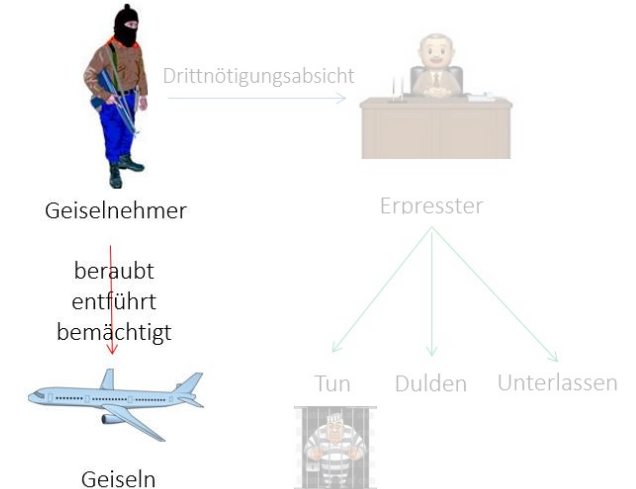 Drittnötigungsabsicht
Geiselnehmer
Erpresster
beraubt
entführt
bemächtigt
Tun
Dulden
Unterlassen
Geiseln